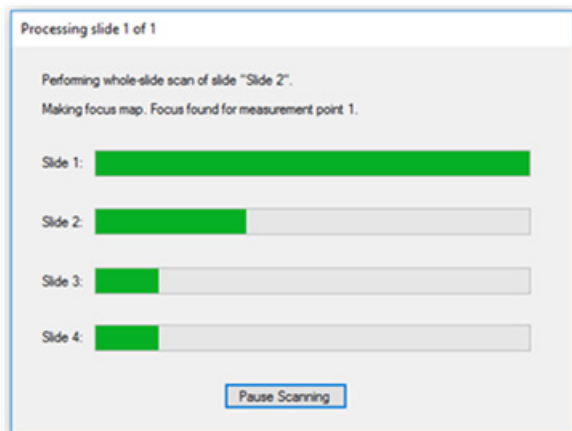 Processing slide 1 of 1
Performing whole-slide scan of slide "Slide 2".
Making focus map. Focus found for measurement point 1.
Slide 1:
Slide 2:
Slide 3:
Slide 4:
Pause Scanning